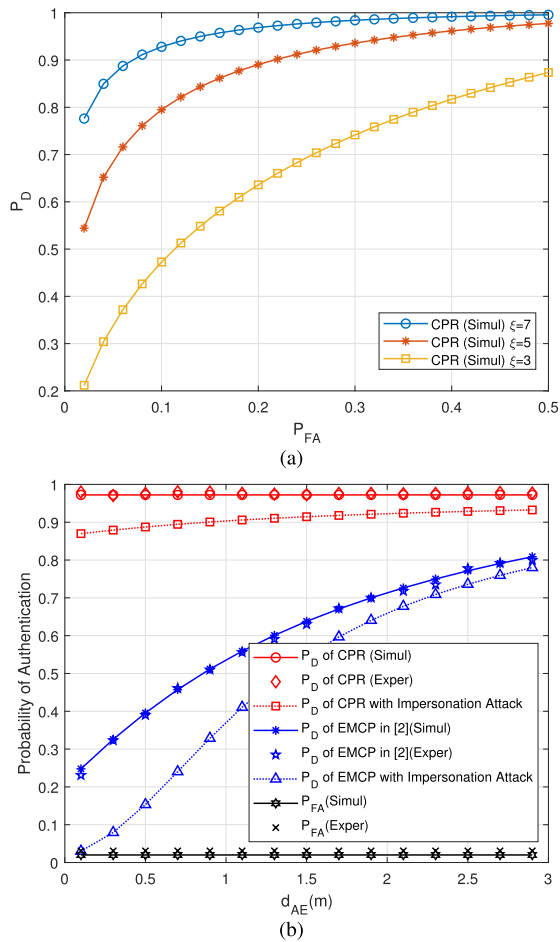 1
0.9
0.8
0.7
0.6
0.5
0.4
0.3
0.2
P_D
CPR (Simul) ξ=7
CPR (Simul) ξ=5
CPR (Simul) ξ=3
0 0.1 0.2 0.3 0.4 0.5
P_FA
(a)
1
0.9
0.8
0.7
0.6
0.5
0.4
0.3
0.2
0.1
0
Probability of Authentication
P_D of CPR (Simul)
P_D of CPR (Exper)
P_D of CPR with Impersonation Attack
P_D of EMCP in [2](Simul)
P_D of EMCP in [2](Exper)
P_D of EMCP with Impersonation Attack
P_FA(Simul)
P_FA(Exper)
0 0.5 1 1.5 2 2.5 3
d_AE(m)
(b)